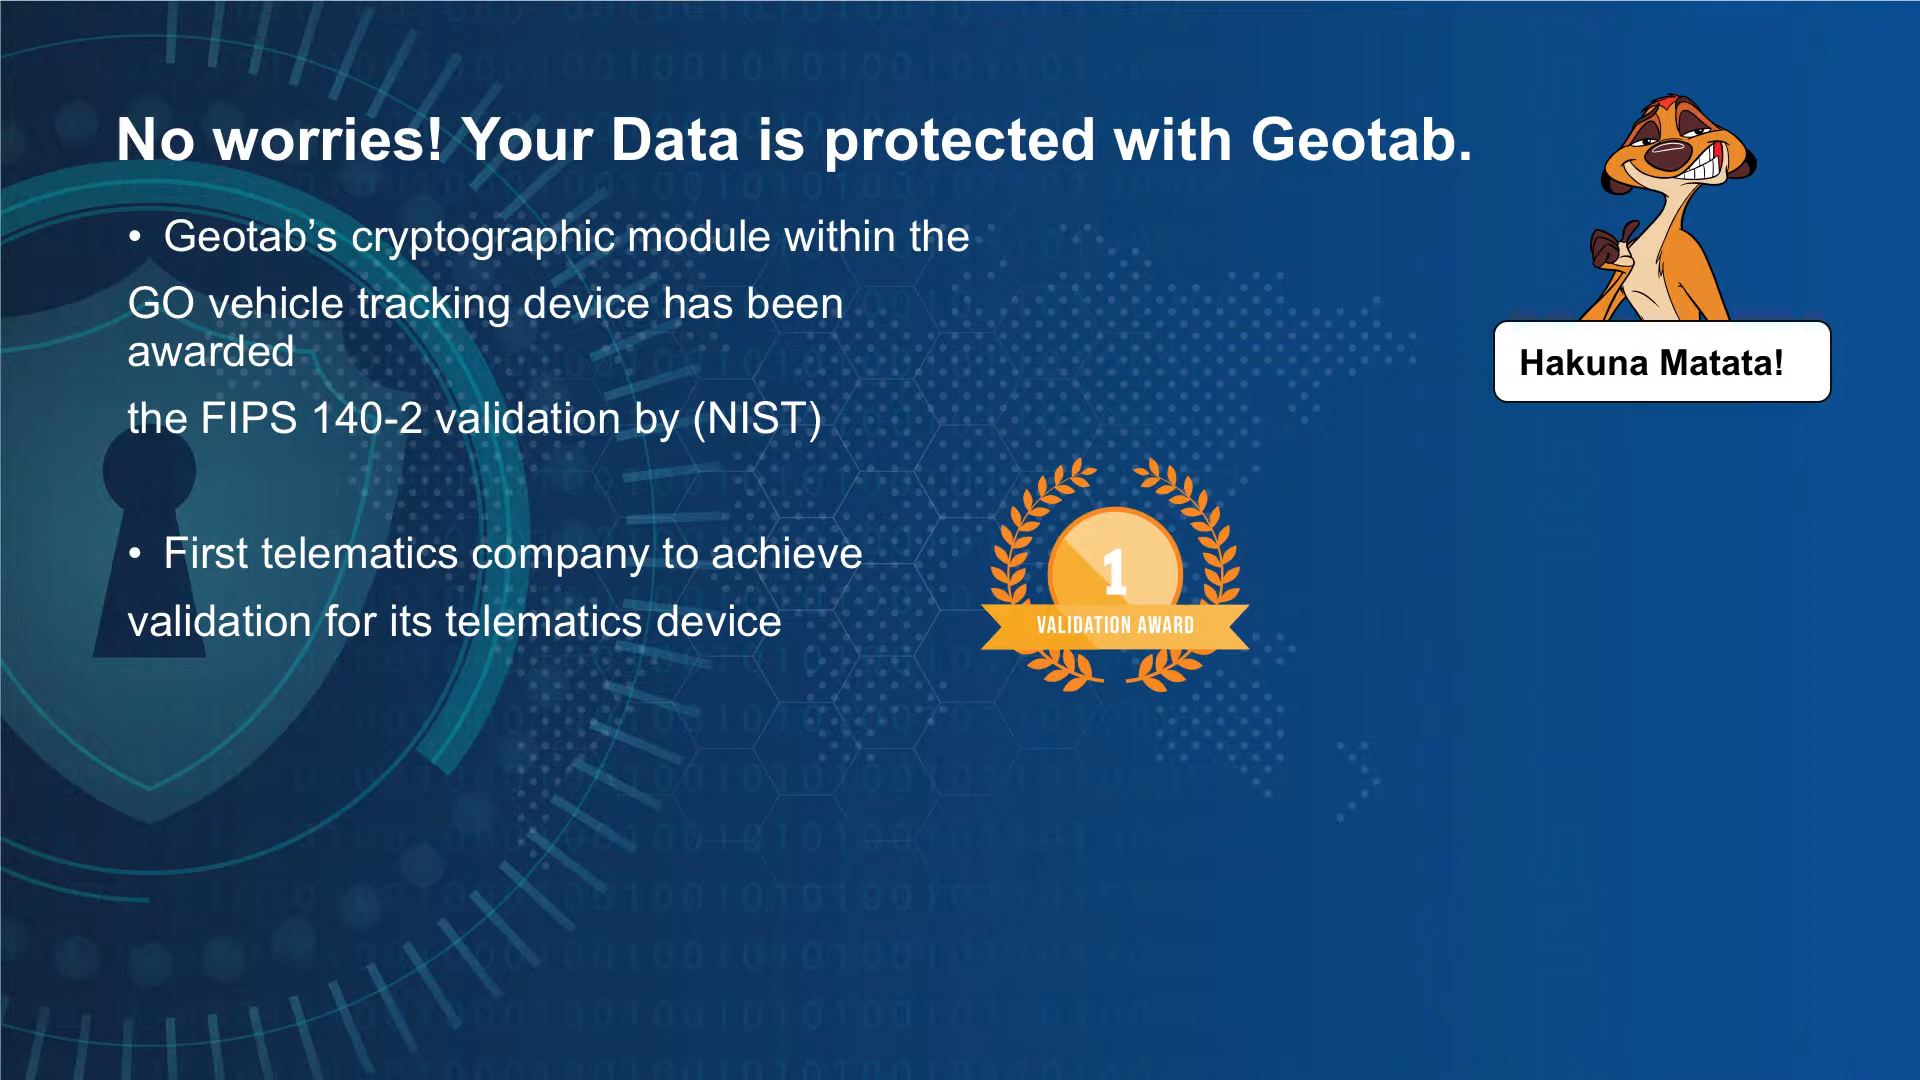 No worries! Your Data is protected with Geotab.
• Geotab’s cryptographic module within the
GO vehicle tracking device has been
awarded
the FIPS 140-2 validation by (NIST)
• First telematics company to achieve
validation for its telematics device
Hakuna Matata!
1
VALIDATION AWARD